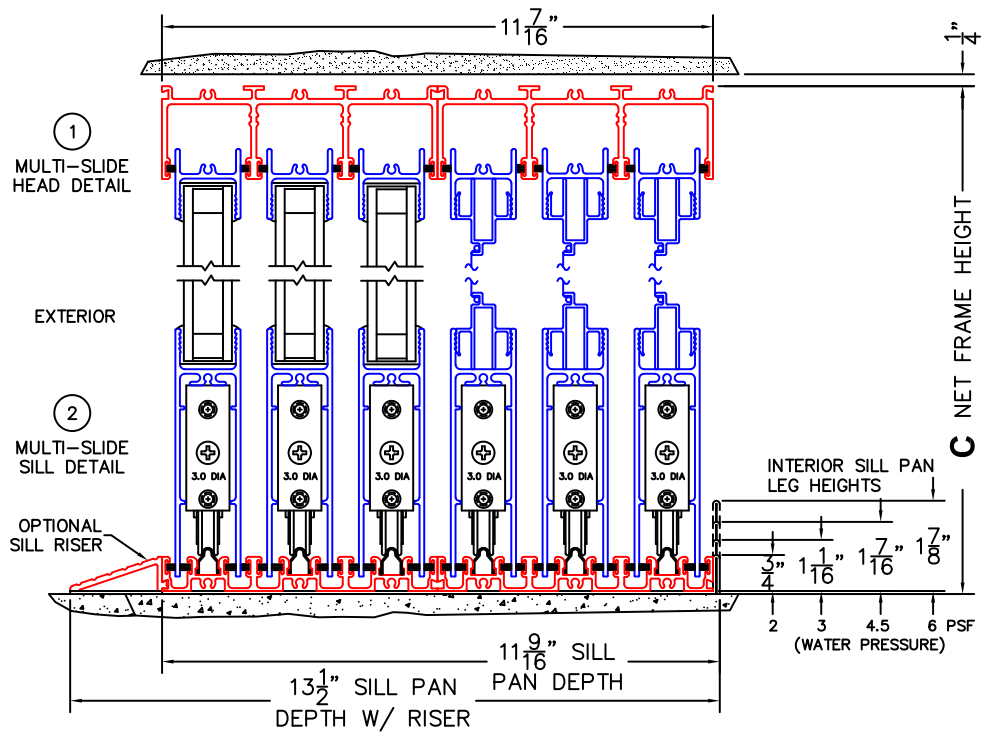 11 7/16"
1/4"
1
MULTI-SLIDE
HEAD DETAIL
EXTERIOR
C NET FRAME HEIGHT
2
MULTI-SLIDE
SILL DETAIL
3.0 DIA 3.0 DIA 3.0 DIA 3.0 DIA 3.0 DIA 3.0 DIA
INTERIOR SILL PAN
LEG HEIGHTS
OPTIONAL
SILL RISER
3/4" 1 1/16" 1 7/16" 1 7/8"
2 3 4.5 6 PSF
(WATER PRESSURE)
11 9/16" SILL
PAN DEPTH
13 1/2" SILL PAN
DEPTH W/ RISER